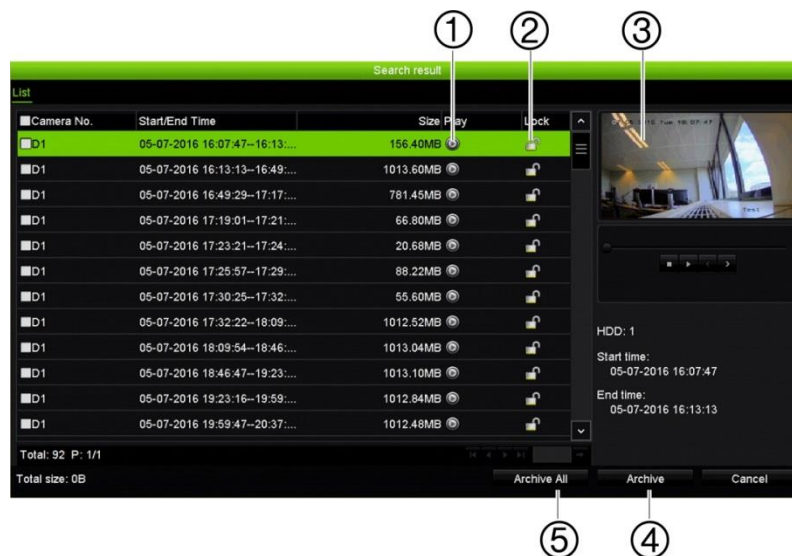 ① ② ③
Search result
List
Camera No. Start/End Time Size Play Lock
D1 05-07-2016 16:07:47--16:13:... 156.40MB
D1 05-07-2016 16:13:13--16:49:... 1013.60MB
D1 05-07-2016 16:49:29--17:17:... 781.45MB
D1 05-07-2016 17:19:01--17:21:... 66.80MB
D1 05-07-2016 17:23:21--17:24:... 20.68MB
D1 05-07-2016 17:25:57--17:29:... 88.22MB
D1 05-07-2016 17:30:25--17:32:... 55.60MB
D1 05-07-2016 17:32:22--18:09:... 1012.52MB
D1 05-07-2016 18:09:54--18:46:... 1013.04MB
D1 05-07-2016 18:46:47--19:23:... 1013.10MB
D1 05-07-2016 19:23:16--19:59:... 1012.84MB
D1 05-07-2016 19:59:47--20:37:... 1012.48MB
Total: 92 P: 1/1
Tue 16:07:47
Test
HDD: 1
Start time:
05-07-2016 16:07:47
End time:
05-07-2016 16:13:13
Total size: 0B Archive All Archive Cancel
⑤ ④